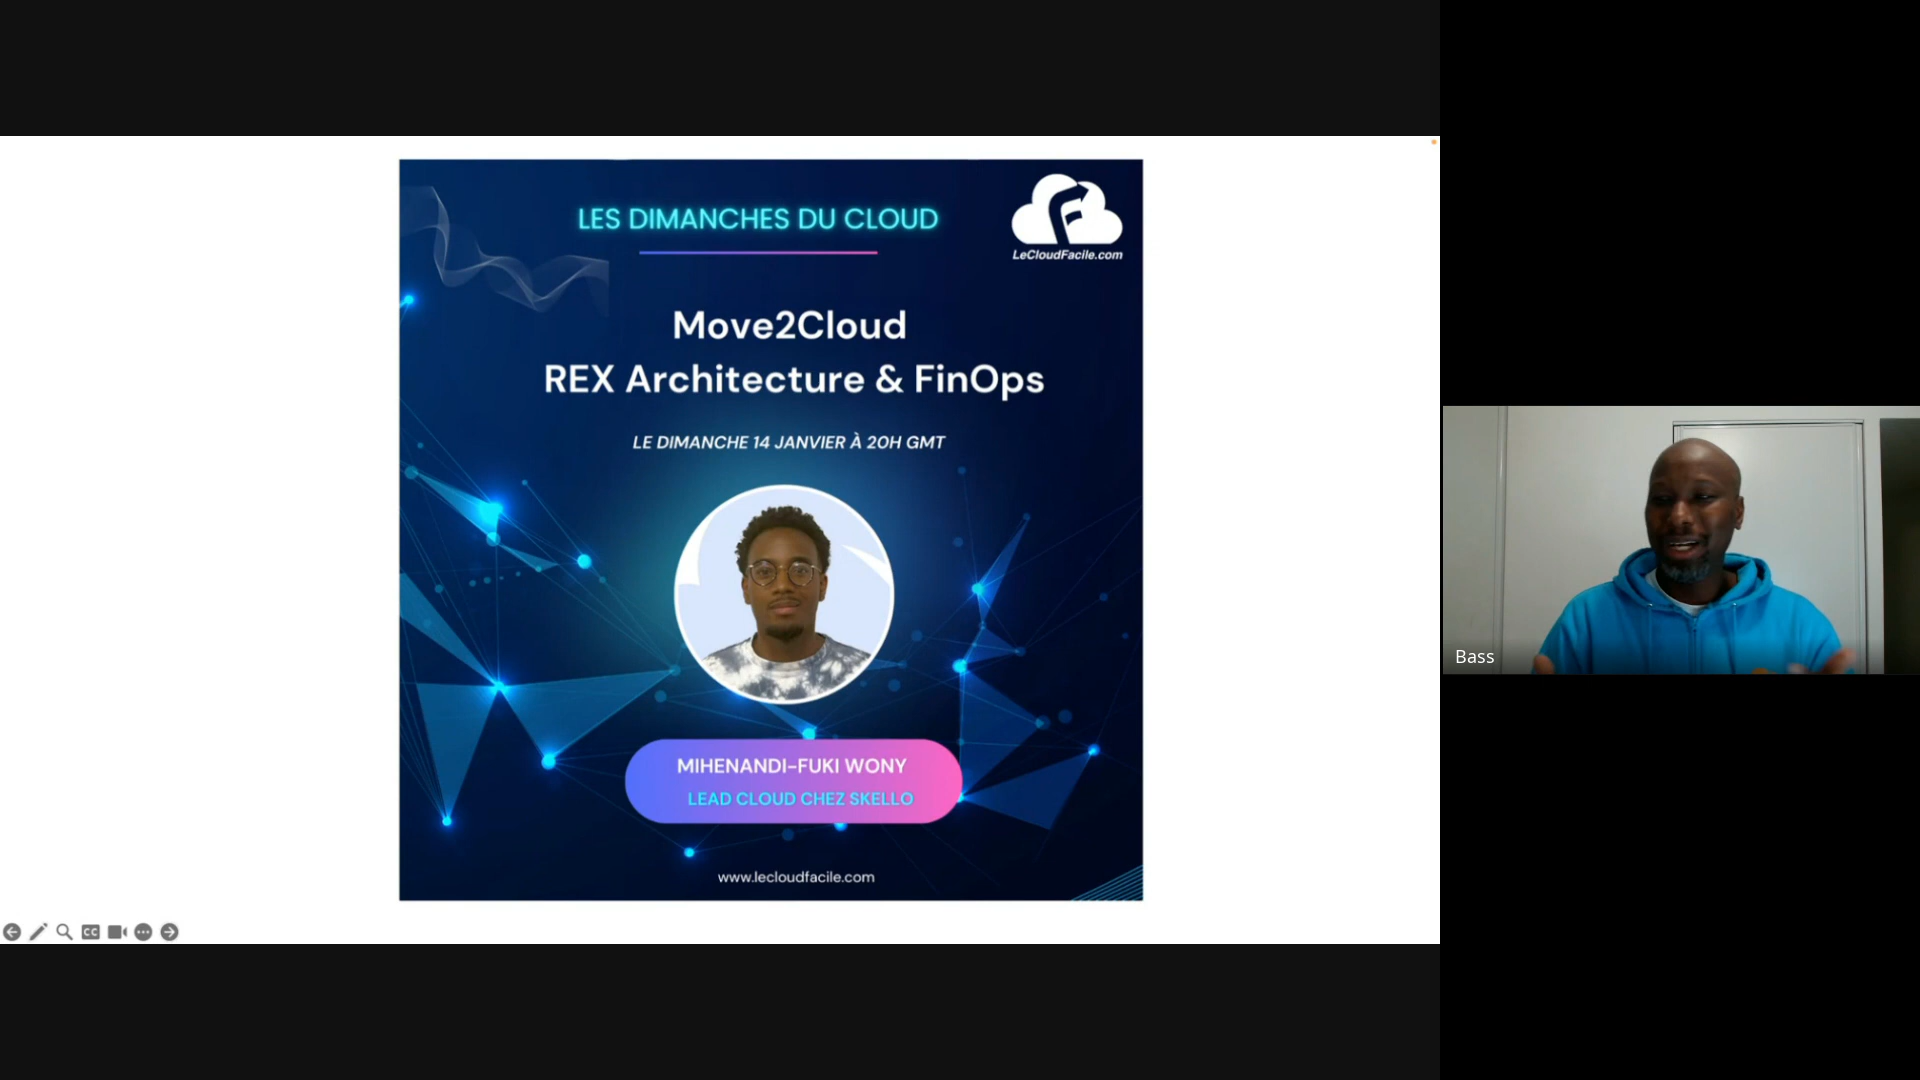 LES DIMANCHES DU CLOUD
LeCloudFacile.com
Move2Cloud
REX Architecture & FinOps
LE DIMANCHE 14 JANVIER À 20H GMT
MIHENANDI-FUKI WONY
LEAD CLOUD CHEZ SKELLO
www.lecloudfacile.com
CC
Bass